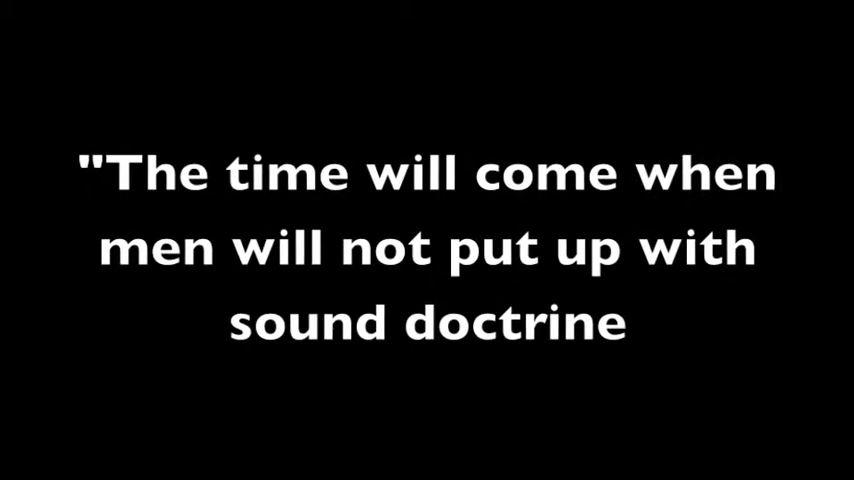 "The time will come when
men will not put up with
sound doctrine